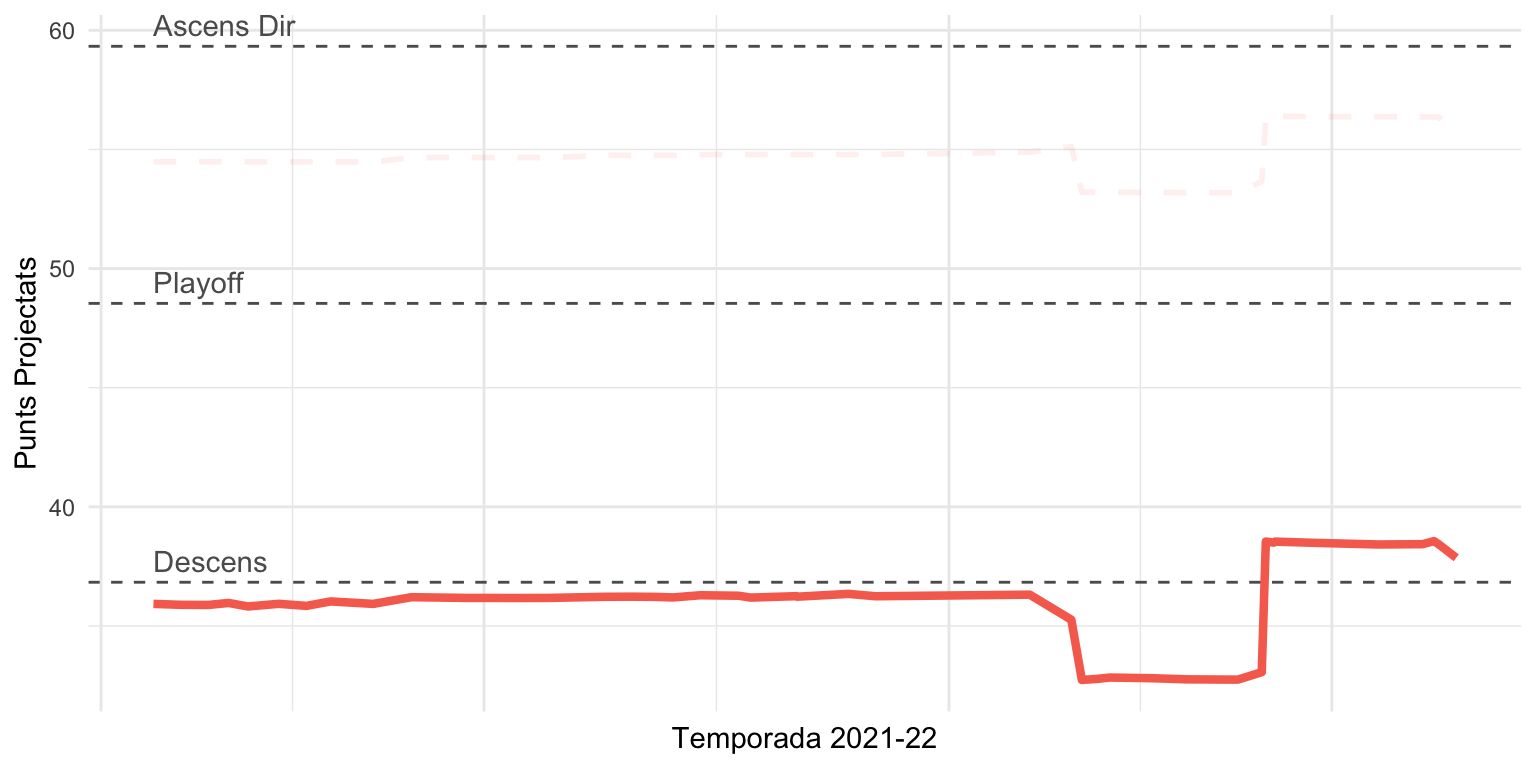 60
Ascens Dir
50
Playoff
Punts Projectats
40
Descens
Temporada 2021-22